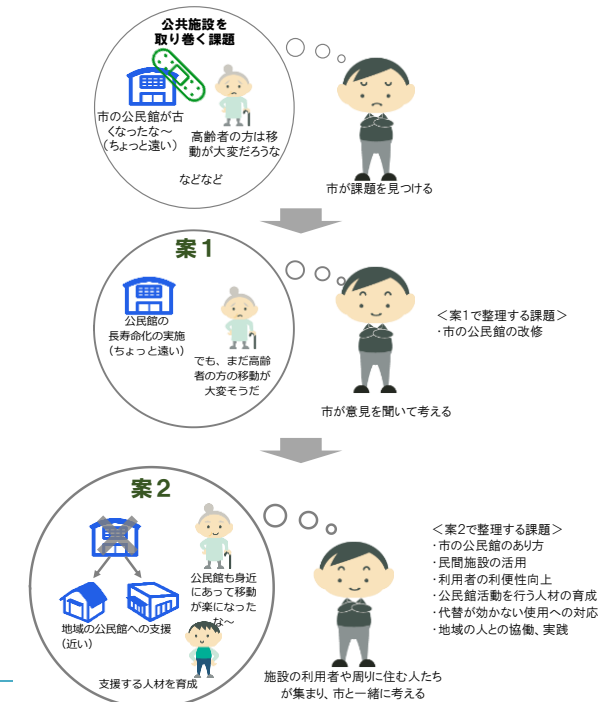 公共施設を
取り巻く課題
市の公民館が古
くなったな～
（ちょっと遠い）
高齢者の方は移
動が大変だろうな
などなど
市が課題を見つける
案１
公民館の
長寿命化の実施
（ちょっと遠い）
でも、まだ高齢
者の方の移動が
大変そうだ
＜案1で整理する課題＞
・市の公民館の改修
市が意見を聞いて考える
案２
公民館も身近
にあって移動
が楽になった
な～
地域の公民館への支援
（近い）
支援する人材を育成
＜案2で整理する課題＞
・市の公民館のあり方
・民間施設の活用
・利用者の利便性向上
・公民館活動を行う人材の育成
・代替が効かない使用への対応
・地域の人との協働、実践
施設の利用者や周りに住む人たち
が集まり、市と一緒に考える